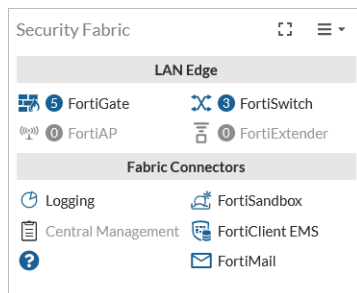 Security Fabric
LAN Edge
5 FortiGate 3 FortiSwitch
0 FortiAP 0 FortiExtender
Fabric Connectors
Logging FortiSandbox
Central Management FortiClient EMS
? FortiMail